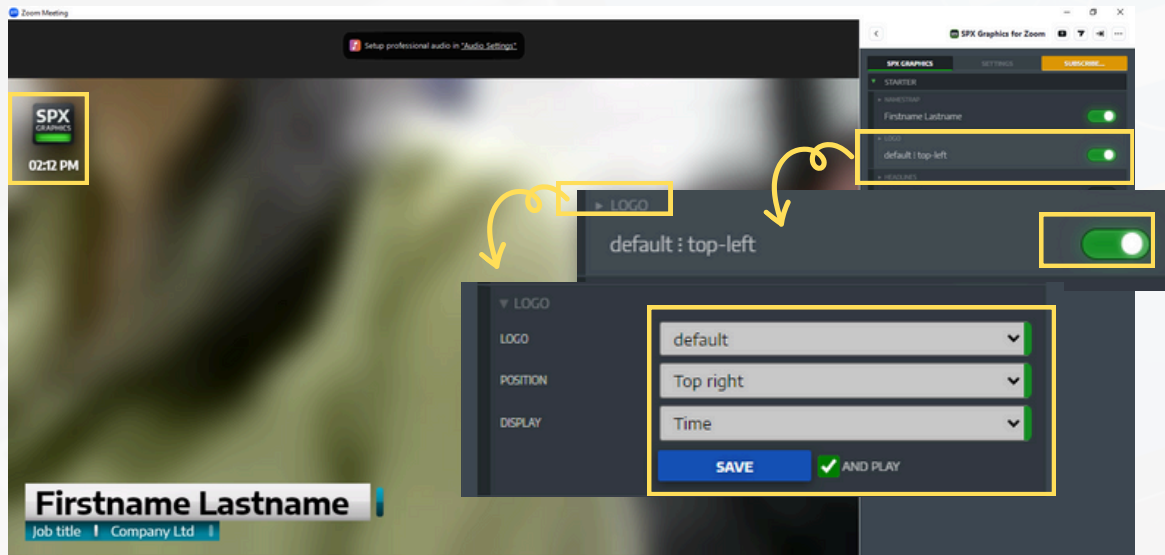 Zoom Meeting
Setup professional audio in "Audio Settings"
SPX Graphics for Zoom
SPX GRAPHICS
SETTINGS
SUBSCRIBE...
STARTER
NAMESTRAP
Firstname Lastname
LOGO
default ⋮ top-left
HEADLINES
SPX
GRAPHICS
02:12 PM
LOGO
default ⋮ top-left
LOGO
LOGO
default
POSITION
Top right
DISPLAY
Time
SAVE
AND PLAY
Firstname Lastname
Job title
Company Ltd